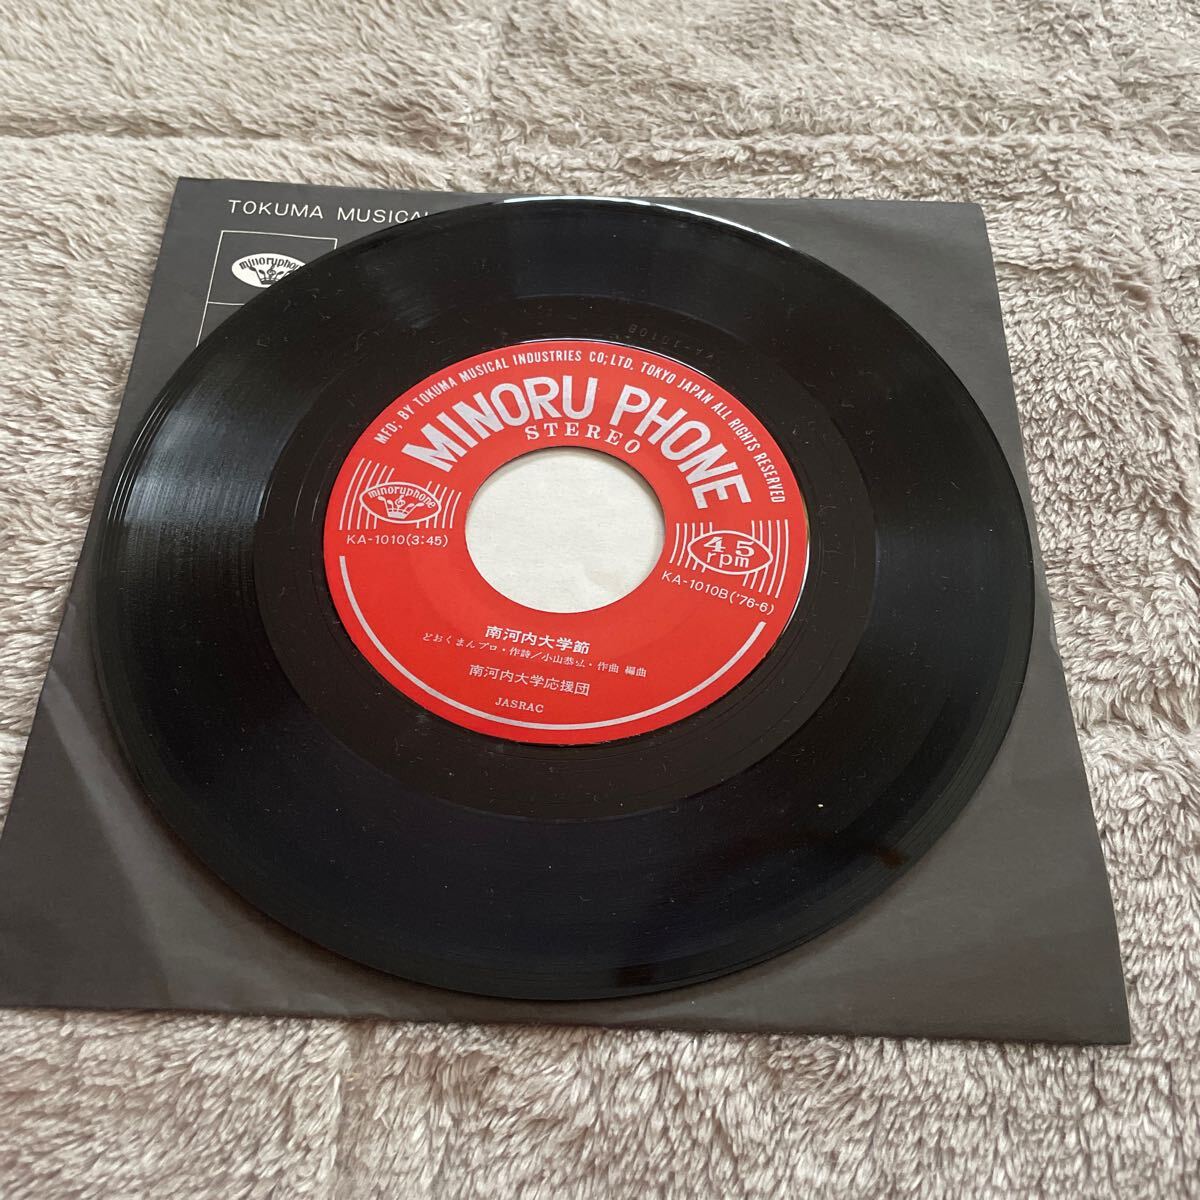 TOKUMA MUSICAL
minoryphone
MFD; BY TOKUMA MUSICAL INDUSTRIES CO; LTD. TOKYO JAPAN ALL RIGHTS RESERVED
MINORU PHONE
STEREO
minoruphone
KA-1010(3:45)
45 rpm
KA-1010B('76-6)
南河内大学節
どおくまんプロ・作詩/小山恭弘・作曲 編曲
南河内大学応援団
JASRAC